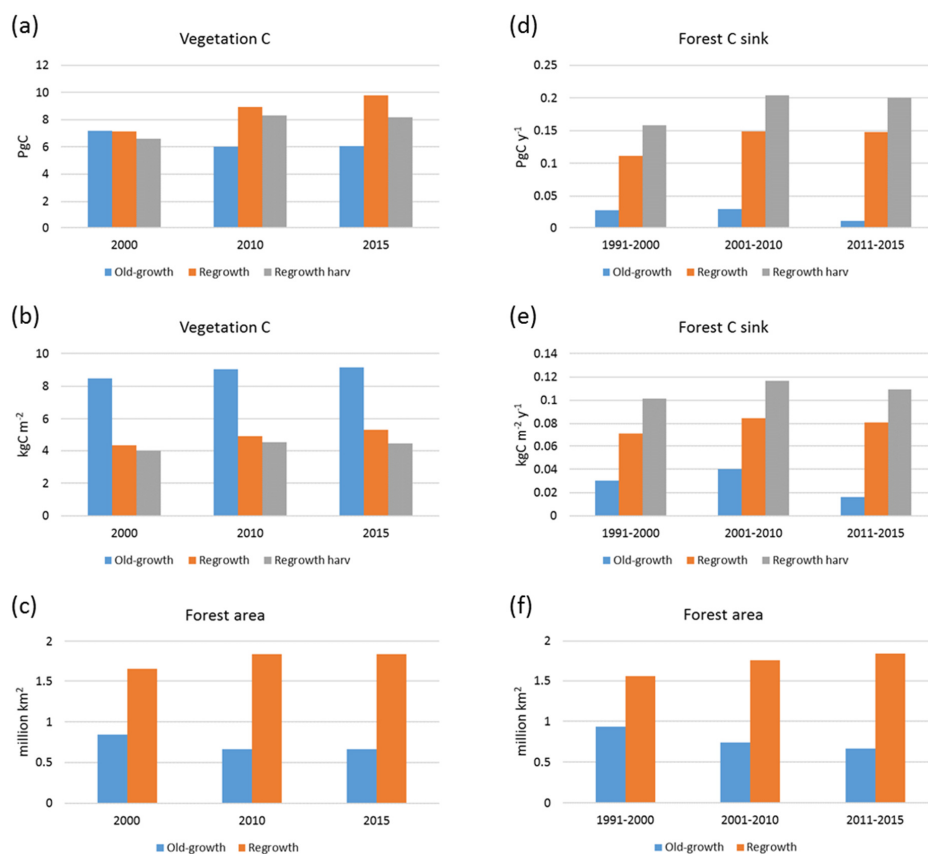 (a)
Vegetation C
12
10
8
6
4
2
0
PgC
2000 2010 2015
Old-growth Regrowth Regrowth harv
(b)
Vegetation C
10
8
6
4
2
0
kgC m⁻²
2000 2010 2015
Old-growth Regrowth Regrowth harv
(c)
Forest area
2
1.5
1
0.5
0
million km²
2000 2010 2015
Old-growth Regrowth
(d)
Forest C sink
0.25
0.2
0.15
0.1
0.05
0
PgC y⁻¹
1991-2000 2001-2010 2011-2015
Old-growth Regrowth Regrowth harv
(e)
Forest C sink
0.14
0.12
0.1
0.08
0.06
0.04
0.02
0
kgC m⁻² y⁻¹
1991-2000 2001-2010 2011-2015
Old-growth Regrowth Regrowth harv
(f)
Forest area
2
1.5
1
0.5
0
million km²
1991-2000 2001-2010 2011-2015
Old-growth Regrowth